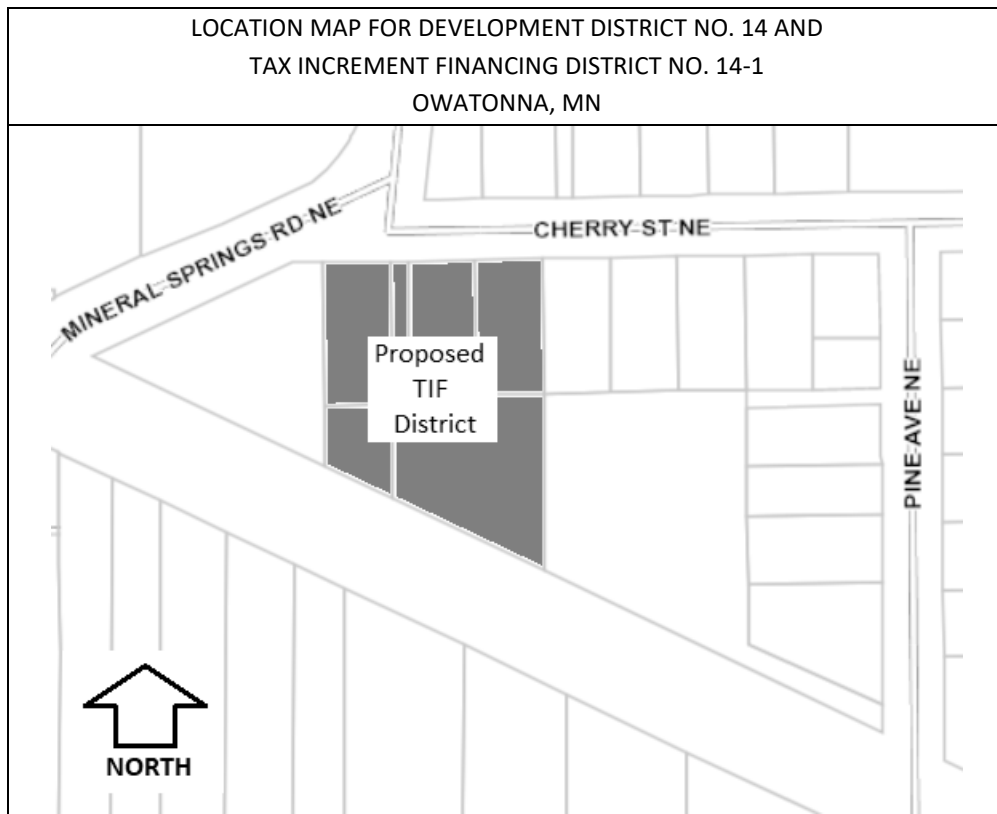 LOCATION MAP FOR DEVELOPMENT DISTRICT NO. 14 AND
TAX INCREMENT FINANCING DISTRICT NO. 14-1
OWATONNA, MN
MINERAL SPRINGS RD NE
CHERRY ST NE
Proposed
TIF
District
PINE AVE NE
NORTH